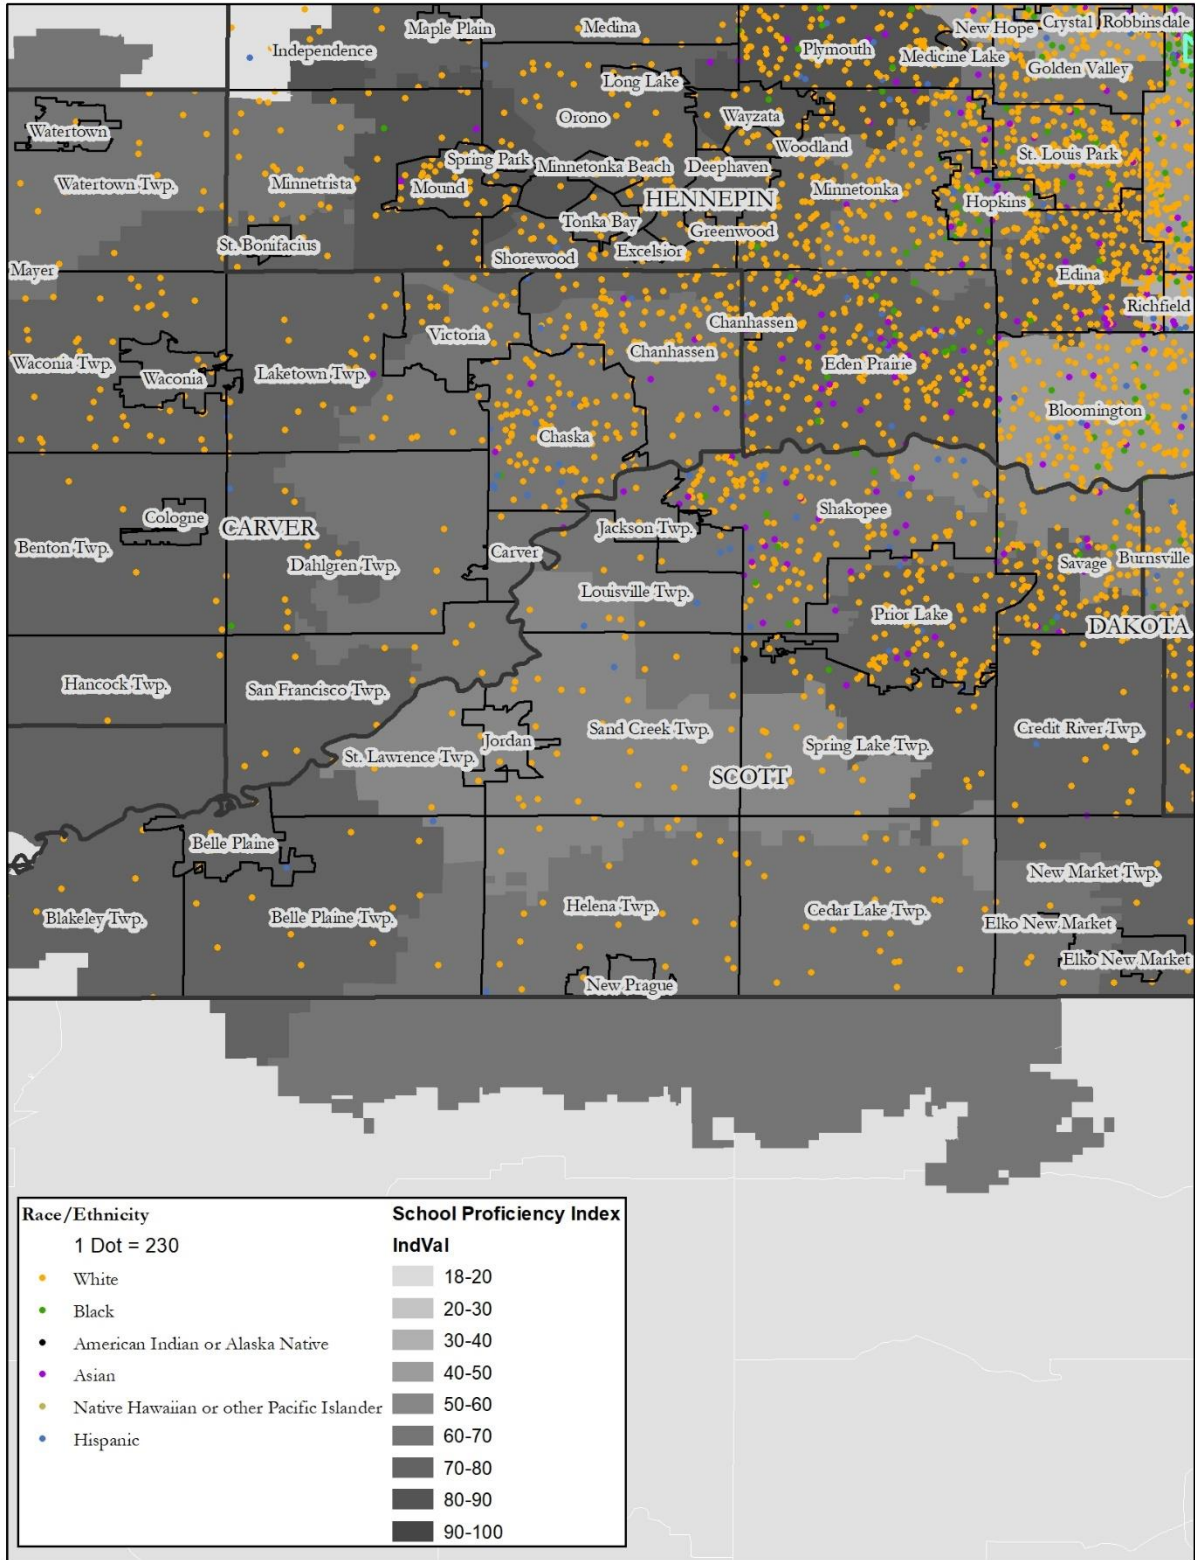 Maple Plain
Medina
New Hope
Crystal
Robbinsdale
Independence
Plymouth
Medicine Lake
Golden Valley
Long Lake
Orono
Wayzata
Watertown
Woodland
St. Louis Park
Spring Park
Minnetonka Beach
Deephaven
Watertown Twp.
Minnetrista
Mound
HENNEPIN
Minnetonka
Hopkins
Tonka Bay
Greenwood
St. Bonifacius
Shorewood
Excelsior
Edina
Mayer
Richfield
Victoria
Chanhassen
Chanhassen
Waconia Twp.
Waconia
Laketown Twp.
Eden Prairie
Bloomington
Chaska
Cologne
CARVER
Shakopee
Jackson Twp.
Benton Twp.
Carver
Dahlgren Twp.
Savage
Burnsville
Louisville Twp.
Prior Lake
DAKOTA
Hancock Twp.
San Francisco Twp.
Sand Creek Twp.
Credit River Twp.
Jordan
Spring Lake Twp.
St. Lawrence Twp.
SCOTT
Belle Plaine
New Market Twp.
Blakeley Twp.
Belle Plaine Twp.
Helena Twp.
Cedar Lake Twp.
Elko New Market
Elko New Market
New Prague
Race/Ethnicity
1 Dot = 230
White
Black
American Indian or Alaska Native
Asian
Native Hawaiian or other Pacific Islander
Hispanic
School Proficiency Index
IndVal
18-20
20-30
30-40
40-50
50-60
60-70
70-80
80-90
90-100